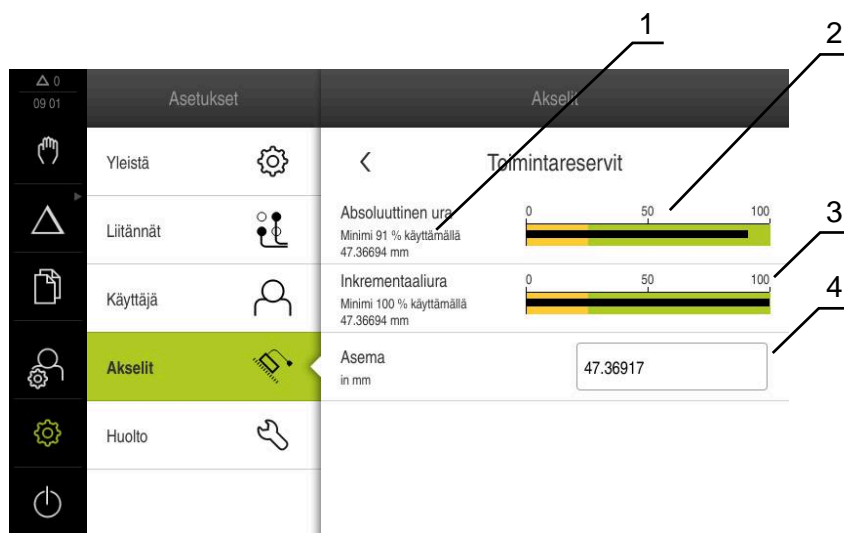 1
2
△ 0
09 01
Asetukset
Akselit
Yleistä
Toimintareservit
Absoluuttinen ura
Minimi 91 % käyttämällä
47.36694 mm
0 50 100
3
Liitännät
Inkrementaaliura
Minimi 100 % käyttämällä
47.36694 mm
0 50 100
4
Käyttäjä
Akselit
Asema
in mm
47.36917
Huolto